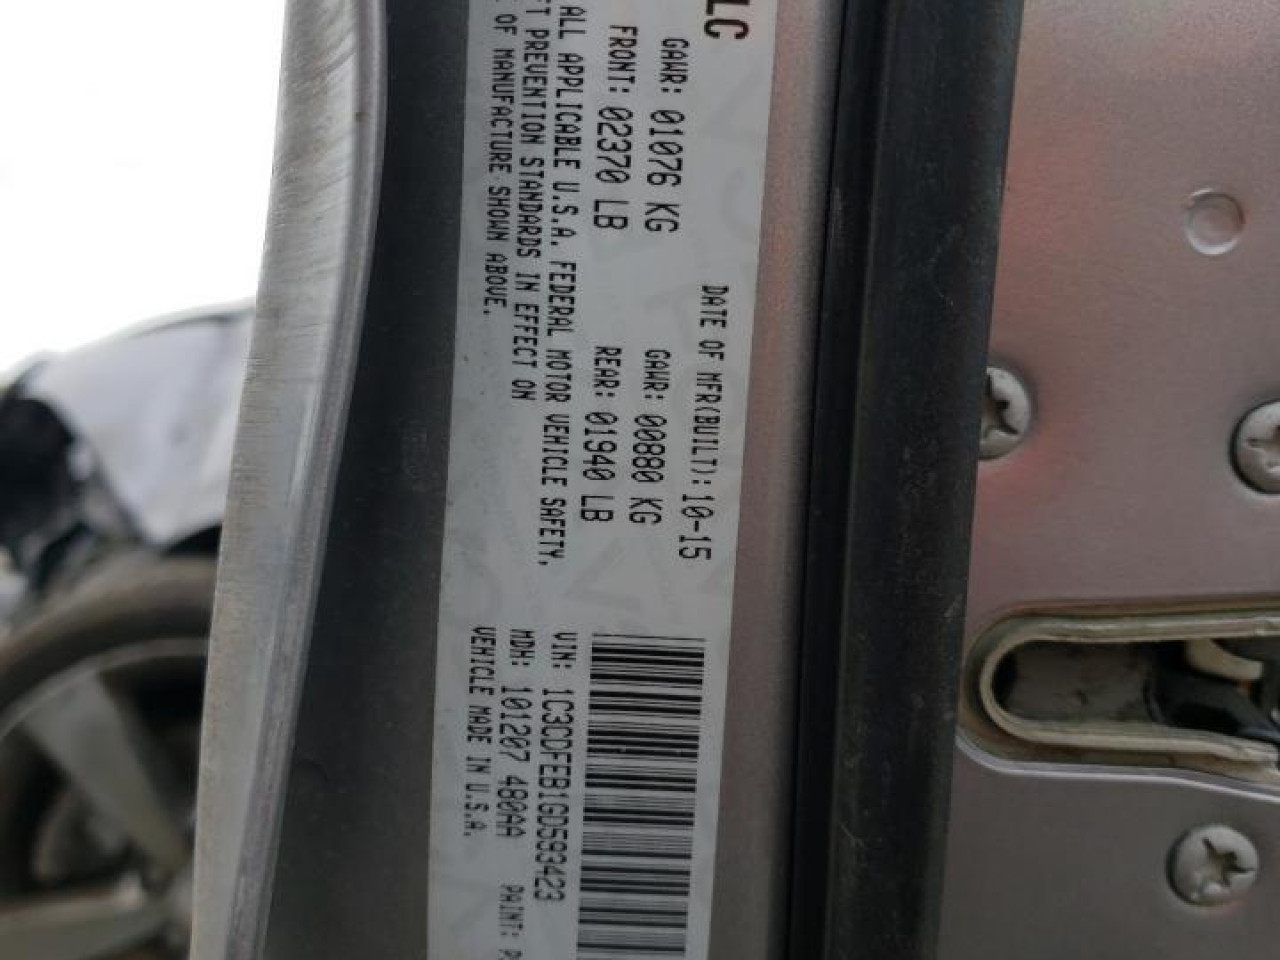 LC
DATE OF MFR(BUILT): 10-15
GAWR: 01076 KG GAWR: 00880 KG
FRONT: 02370 LB REAR: 01940 LB
ALL APPLICABLE U.S.A. FEDERAL MOTOR VEHICLE SAFETY,
FT PREVENTION STANDARDS IN EFFECT ON
OF MANUFACTURE SHOWN ABOVE.
VIN: 1C3CDFEB1GD593423
MDH: 101207 480AA PAINT: P
VEHICLE MADE IN U.S.A.